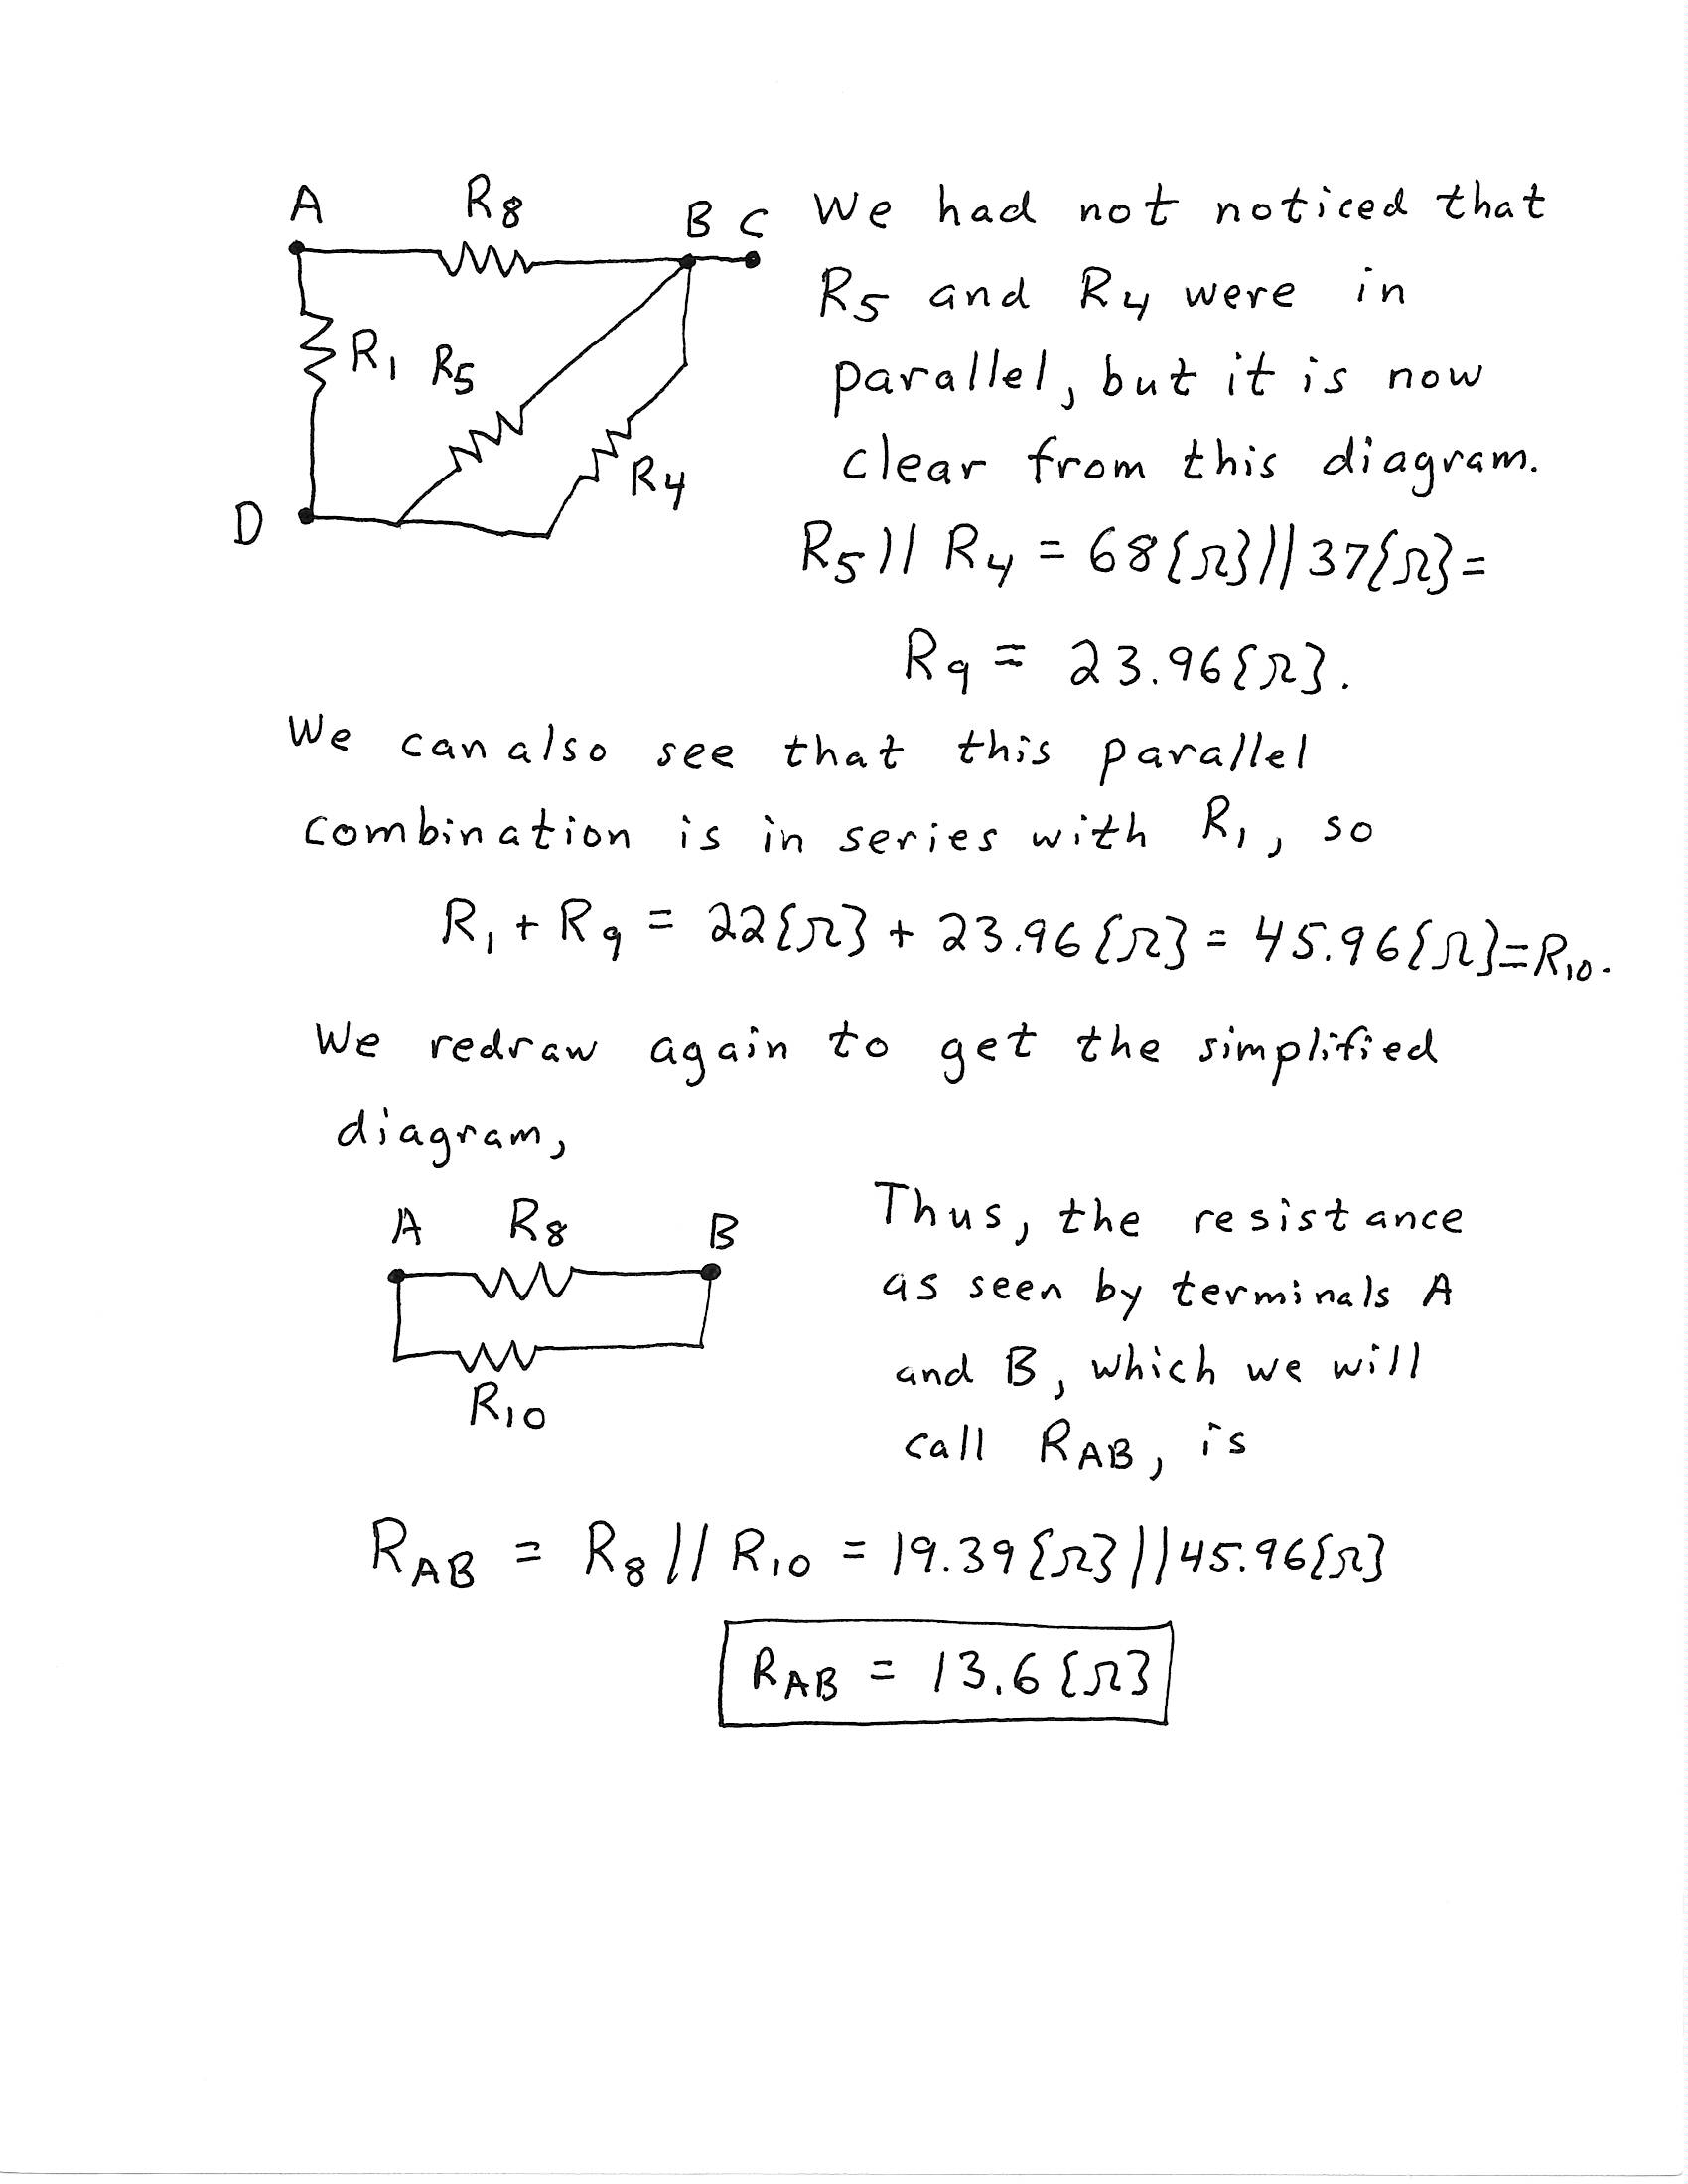 A R8 B C We had not noticed that
R5 and R4 were in
R1 R5 parallel, but it is now
R4 clear from this diagram.
D
R5 // R4 = 68{Ω}//37{Ω}=
R9 = 23.96{Ω}.
We can also see that this parallel
combination is in series with R1, so
R1 + R9 = 22{Ω} + 23.96{Ω} = 45.96{Ω}=R10.
We redraw again to get the simplified
diagram,
A R8 B
R10
Thus, the resistance
as seen by terminals A
and B, which we will
call RAB, is
RAB = R8 // R10 = 19.39{Ω}//45.96{Ω}
RAB = 13.6{Ω}